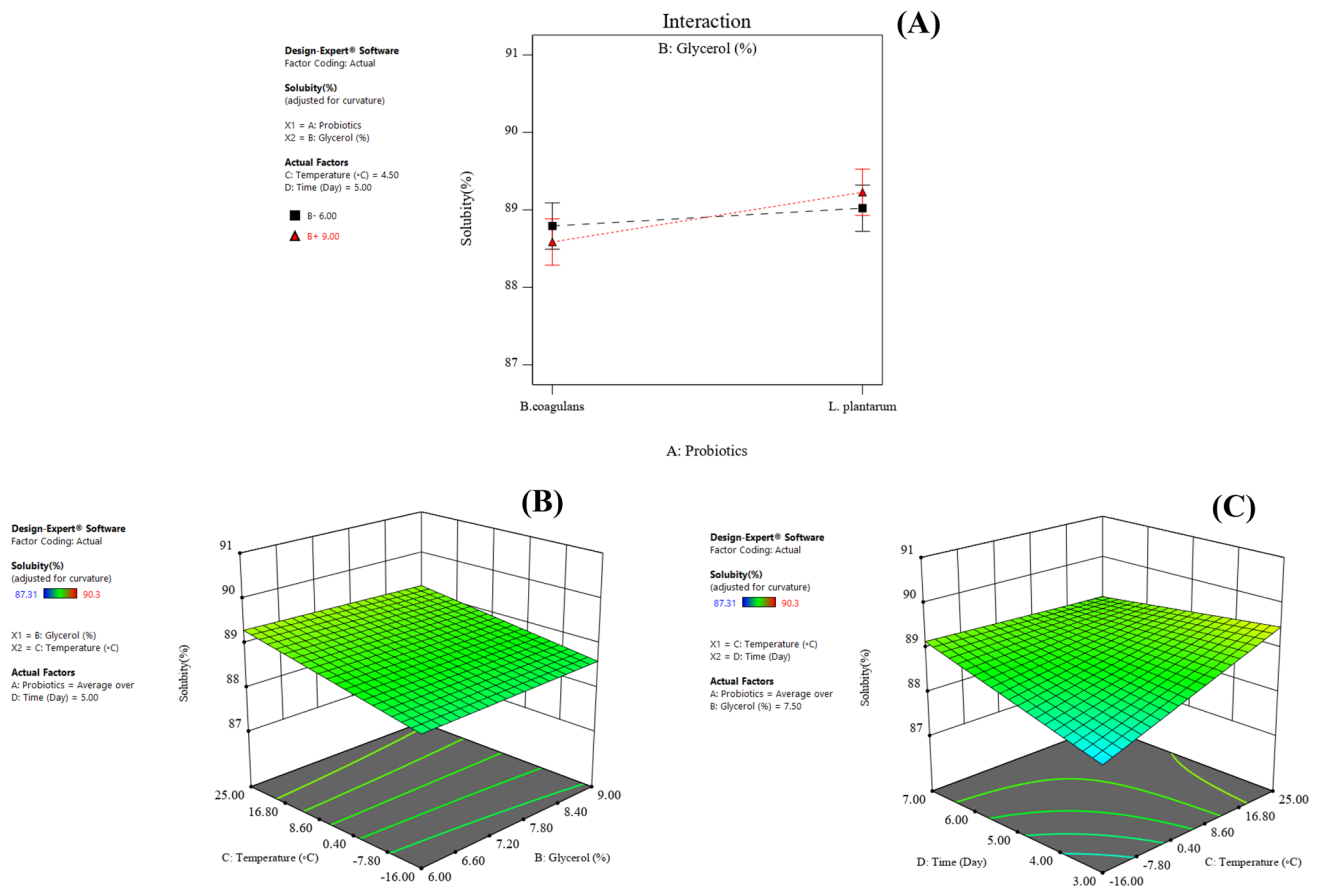 (A)
Interaction
B: Glycerol (%)
Design-Expert® Software
Factor Coding: Actual
Solubity(%)
(adjusted for curvature)
X1 = A: Probiotics
X2 = B: Glycerol (%)
Actual Factors
C: Temperature (◦C) = 4.50
D: Time (Day) = 5.00
B- 6.00
B+ 9.00
91
90
89
88
87
Solubity(%)
B.coagulans
L. plantarum
A: Probiotics
(B)
Design-Expert® Software
Factor Coding: Actual
Solubity(%)
(adjusted for curvature)
87.31 90.3
X1 = B: Glycerol (%)
X2 = C: Temperature (◦C)
Actual Factors
A: Probiotics = Average over
D: Time (Day) = 5.00
91
90
89
88
87
Solubity(%)
25.00
16.80
8.60
0.40
-7.80
-16.00
C: Temperature (◦C)
6.00
6.60
7.20
7.80
8.40
9.00
B: Glycerol (%)
(C)
Design-Expert® Software
Factor Coding: Actual
Solubity(%)
(adjusted for curvature)
87.31 90.3
X1 = C: Temperature (◦C)
X2 = D: Time (Day)
Actual Factors
A: Probiotics = Average over
B: Glycerol (%) = 7.50
91
90
89
88
87
Solubity(%)
7.00
6.00
5.00
4.00
3.00
D: Time (Day)
-16.00
-7.80
0.40
8.60
16.80
25.00
C: Temperature (◦C)